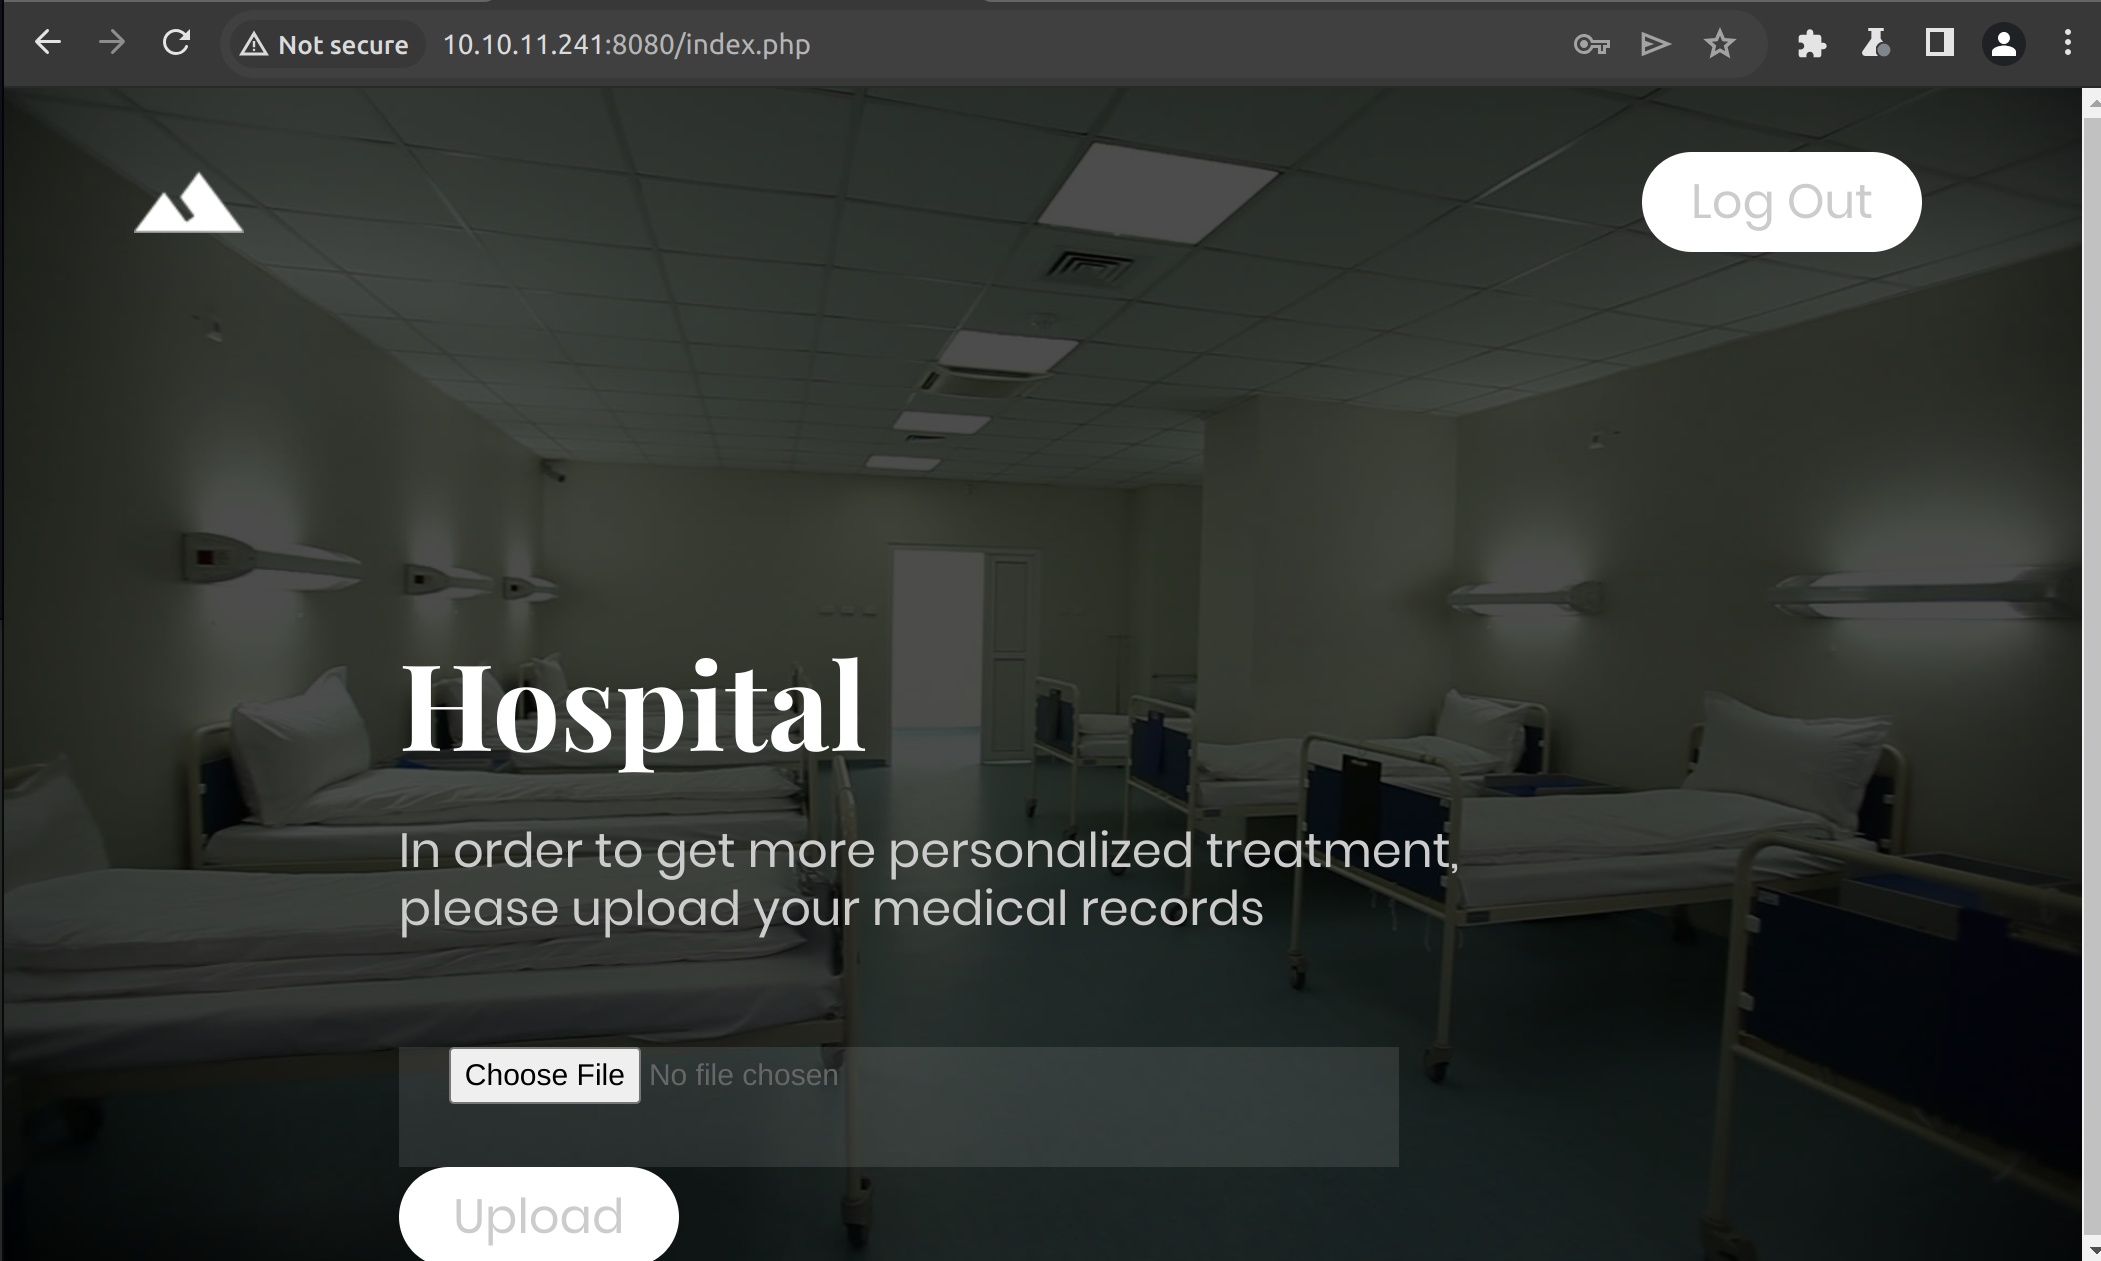 Not secure
10.10.11.241:8080/index.php
Log Out
Hospital
In order to get more personalized treatment,
please upload your medical records
Choose File No file chosen
Upload